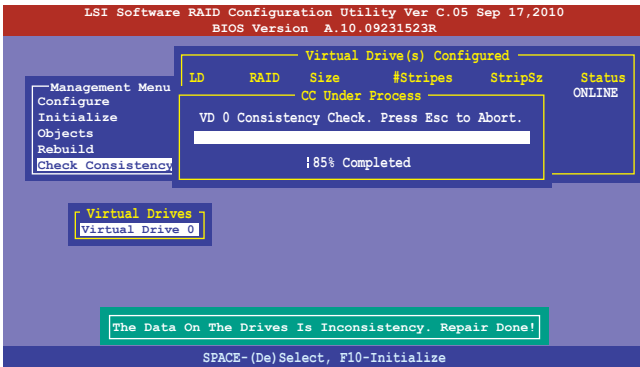 LSI Software RAID Configuration Utility Ver C.05 Sep 17,2010
BIOS Version A.10.09231523R
Virtual Drive(s) Configured
LD RAID Size #Stripes StripSz Status
ONLINE
Management Menu
Configure
Initialize
Objects
Rebuild
Check Consistency
CC Under Process
VD 0 Consistency Check. Press Esc to Abort.
85% Completed
Virtual Drives
Virtual Drive 0
The Data On The Drives Is Inconsistency. Repair Done!
SPACE-(De)Select, F10-Initialize